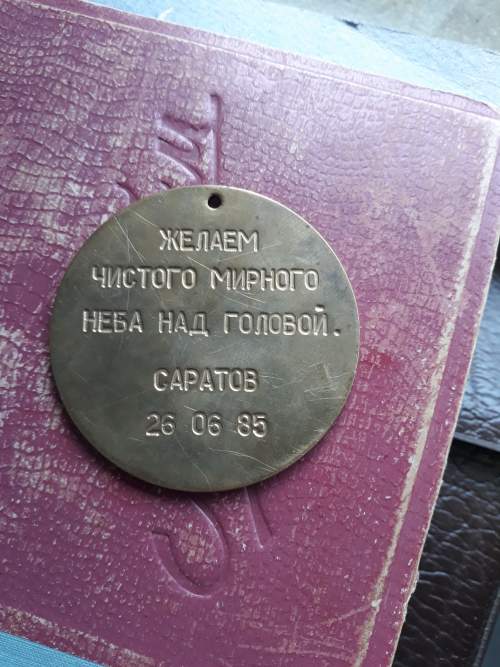 ЖЕЛАЕМ
ЧИСТОГО МИРНОГО
НЕБА НАД ГОЛОВОЙ.
САРАТОВ
26 06 85